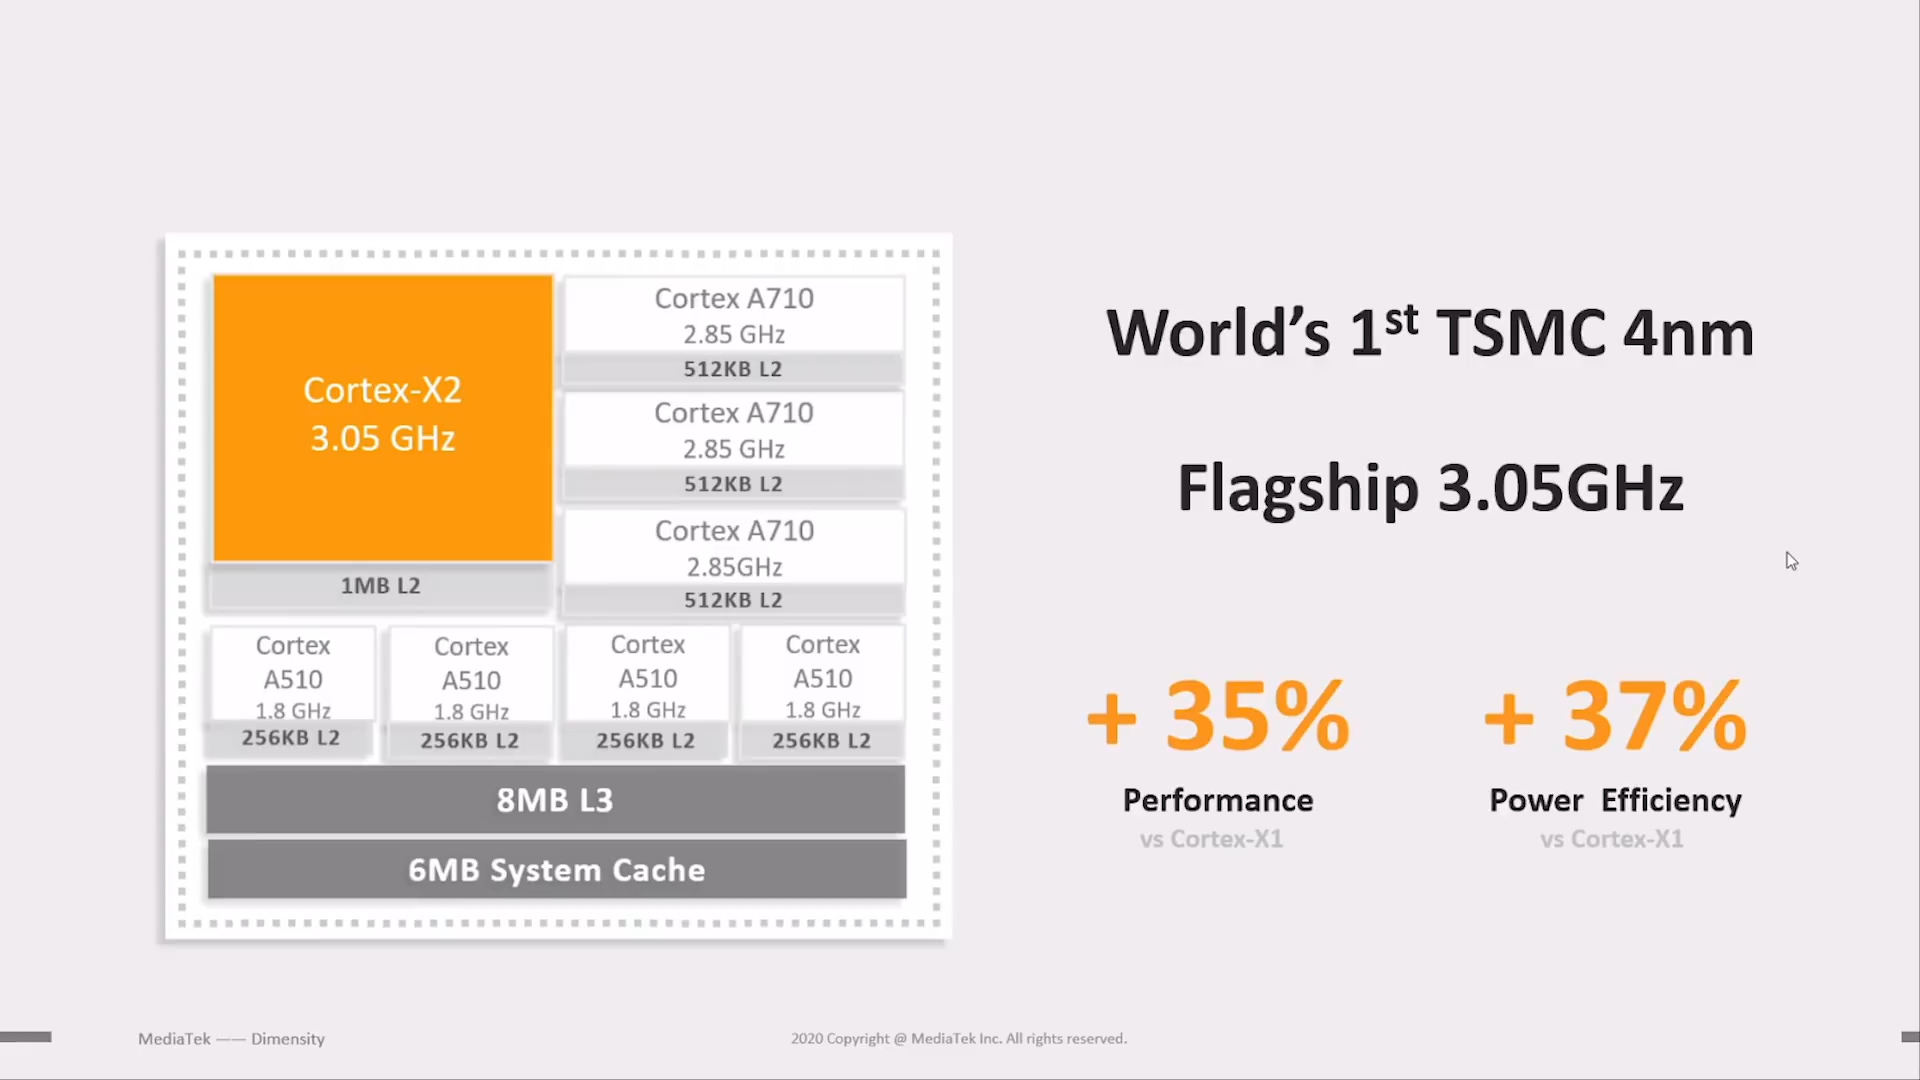 Cortex-X2
3.05 GHz
1MB L2
Cortex A710
2.85 GHz
512KB L2
Cortex A710
2.85 GHz
512KB L2
Cortex A710
2.85GHz
512KB L2
Cortex
A510
1.8 GHz
256KB L2
Cortex
A510
1.8 GHz
256KB L2
Cortex
A510
1.8 GHz
256KB L2
Cortex
A510
1.8 GHz
256KB L2
8MB L3
6MB System Cache
World’s 1st TSMC 4nm
Flagship 3.05GHz
+ 35%
Performance
vs Cortex-X1
+ 37%
Power Efficiency
vs Cortex-X1
MediaTek —— Dimensity
2020 Copyright @ MediaTek Inc. All rights reserved.